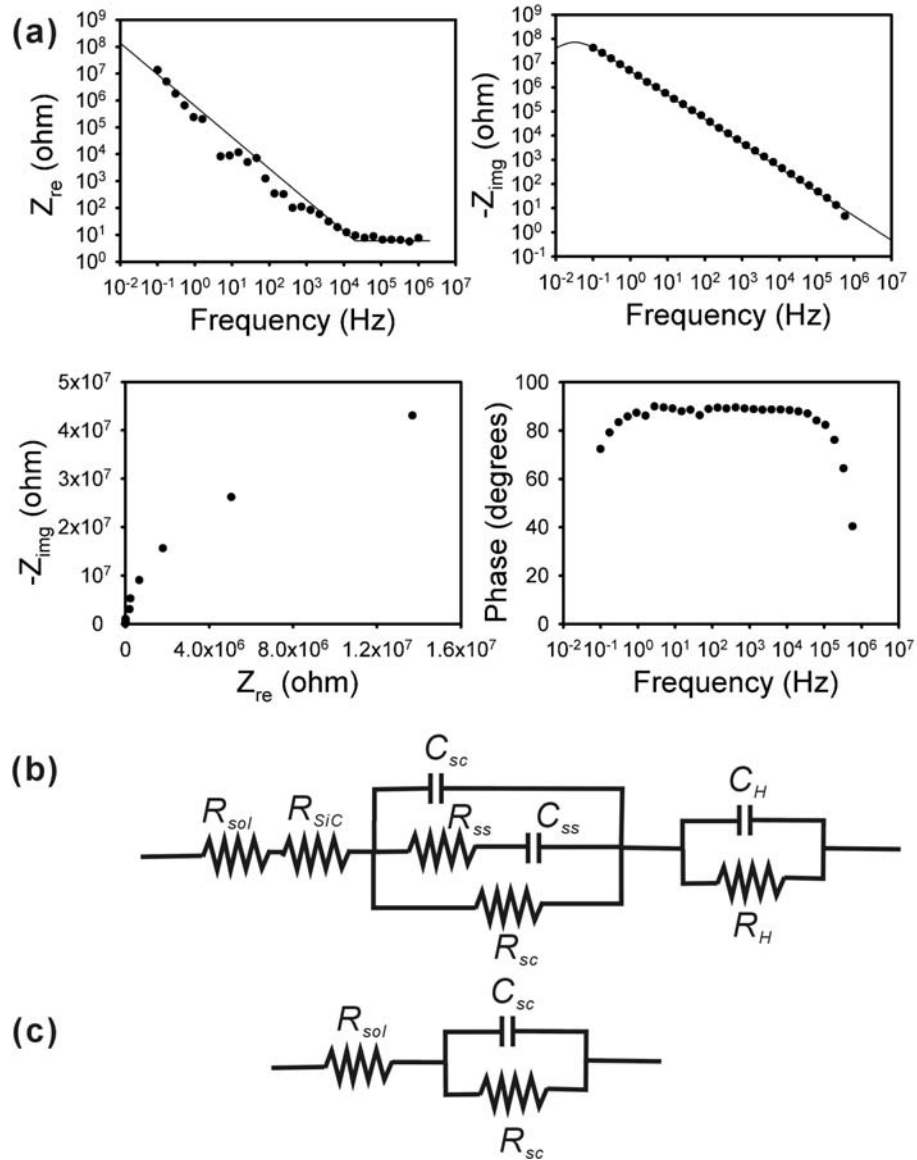 (a)
10⁹
10⁸
10⁷
10⁶
10⁵
10⁴
10³
10²
10¹
10⁰
Z_re (ohm)
10⁻² 10⁻¹ 10⁰ 10¹ 10² 10³ 10⁴ 10⁵ 10⁶ 10⁷
Frequency (Hz)
10⁹
10⁸
10⁷
10⁶
10⁵
10⁴
10³
10²
10¹
10⁰
10⁻¹
-Z_img (ohm)
10⁻² 10⁻¹ 10⁰ 10¹ 10² 10³ 10⁴ 10⁵ 10⁶ 10⁷
Frequency (Hz)
5x10⁷
4x10⁷
3x10⁷
2x10⁷
10⁷
0
-Z_img (ohm)
0 4.0x10⁶ 8.0x10⁶ 1.2x10⁷ 1.6x10⁷
Z_re (ohm)
100
80
60
40
20
0
Phase (degrees)
10⁻² 10⁻¹ 10⁰ 10¹ 10² 10³ 10⁴ 10⁵ 10⁶ 10⁷
Frequency (Hz)
(b)
R_sol
R_SiC
C_sc
R_ss
C_ss
R_sc
C_H
R_H
(c)
R_sol
C_sc
R_sc